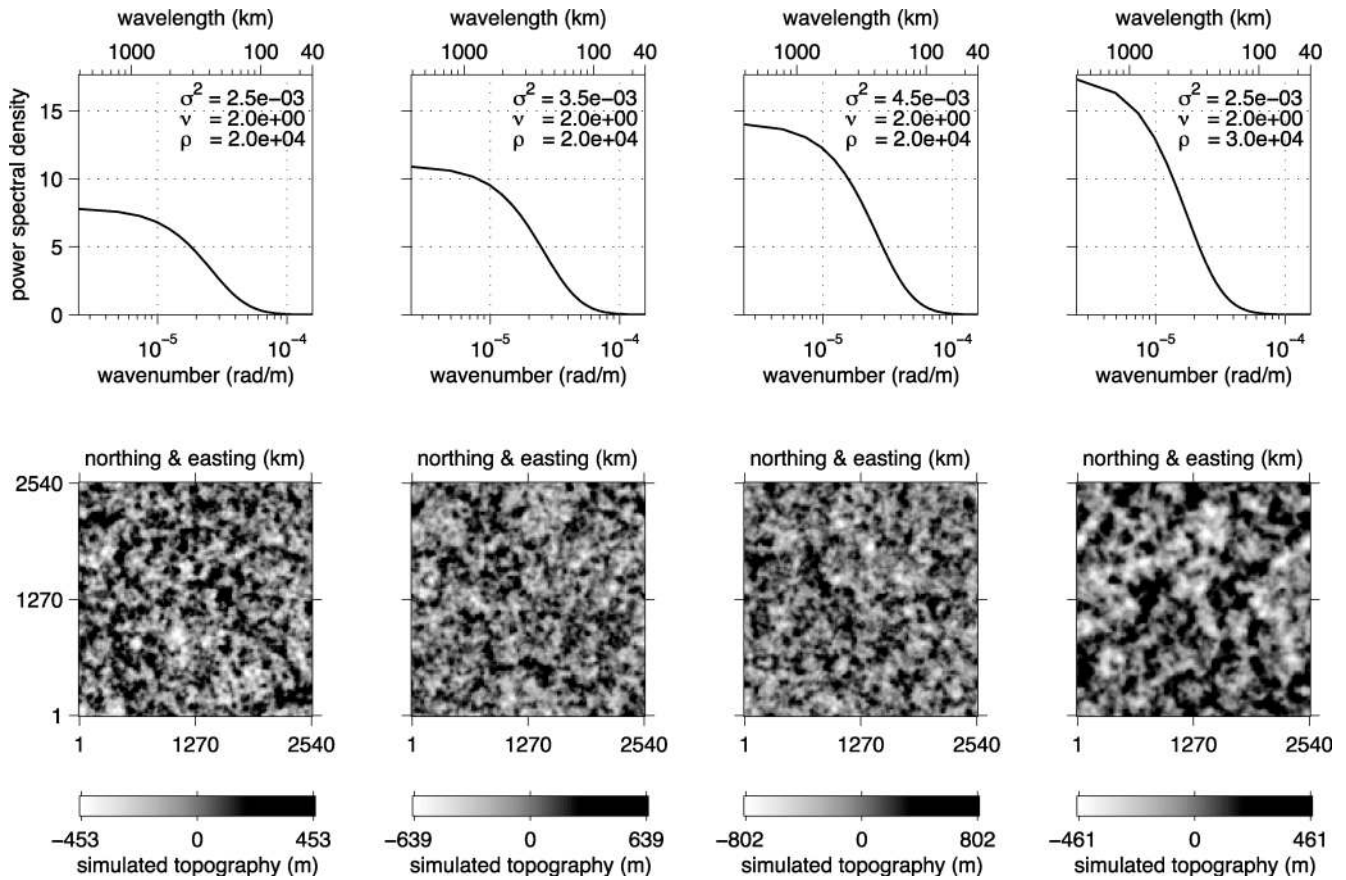 wavelength (km) wavelength (km) wavelength (km) wavelength (km)
1000 100 40 1000 100 40 1000 100 40 1000 100 40
σ² = 2.5e−03 σ² = 3.5e−03 σ² = 4.5e−03 σ² = 2.5e−03
ν = 2.0e+00 ν = 2.0e+00 ν = 2.0e+00 ν = 2.0e+00
ρ = 2.0e+04 ρ = 2.0e+04 ρ = 2.0e+04 ρ = 3.0e+04
power spectral density
15
10
5
0
10⁻⁵ 10⁻⁴ 10⁻⁵ 10⁻⁴ 10⁻⁵ 10⁻⁴ 10⁻⁵ 10⁻⁴
wavenumber (rad/m) wavenumber (rad/m) wavenumber (rad/m) wavenumber (rad/m)
northing & easting (km) northing & easting (km) northing & easting (km) northing & easting (km)
2540
1270
1
1 1270 2540 1 1270 2540 1 1270 2540 1 1270 2540
−453 0 453 −639 0 639 −802 0 802 −461 0 461
simulated topography (m) simulated topography (m) simulated topography (m) simulated topography (m)